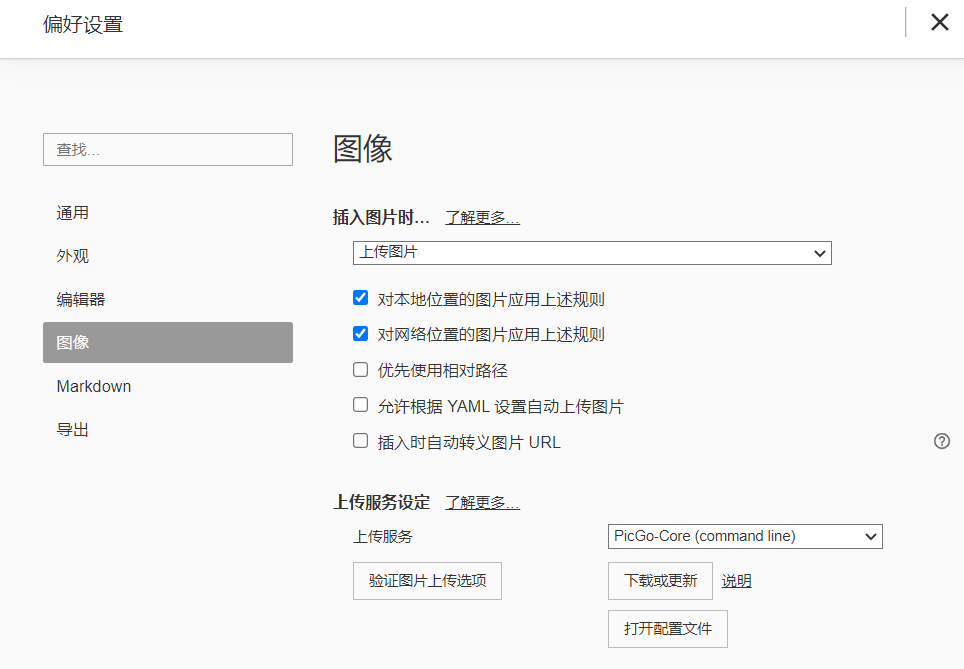 偏好设置
查找…
通用
外观
编辑器
图像
Markdown
导出
图像
插入图片时… 了解更多…
上传图片
对本地位置的图片应用上述规则
对网络位置的图片应用上述规则
优先使用相对路径
允许根据 YAML 设置自动上传图片
插入时自动转义图片 URL
上传服务设定 了解更多…
上传服务 PicGo-Core (command line)
验证图片上传选项 下载或更新 说明
打开配置文件